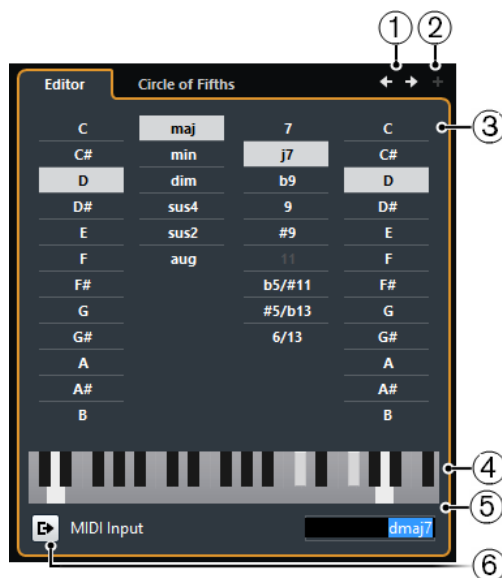 1 2
Editor Circle of Fifths
3
C maj 7 C
C# min j7 C#
D dim b9 D
D# sus4 9 D#
E sus2 #9 E
F aug 11 F
F# b5/#11 F#
G #5/b13 G
G# 6/13 G#
A A
A# A#
B B
4
5
MIDI Input dmaj7
6